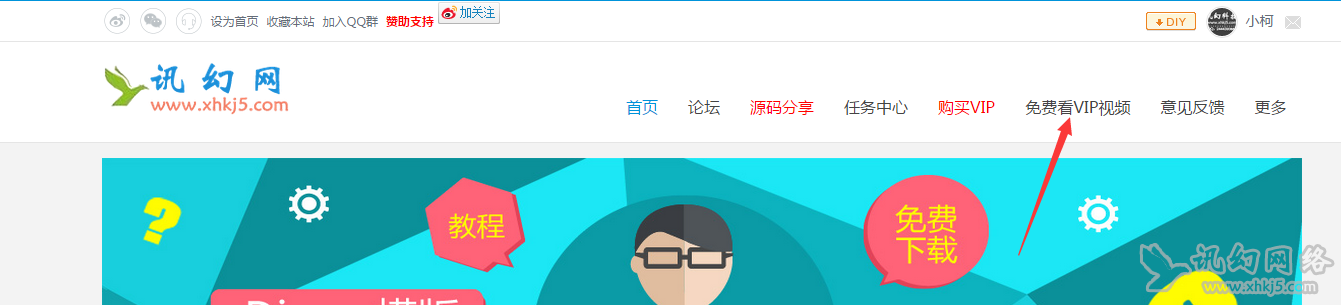 设为首页 收藏本站 加入QQ群 赞助支持 加关注 DIY 小柯
讯幻网
www.xhkj5.com
首页 论坛 源码分享 任务中心 购买VIP 免费看VIP视频 意见反馈 更多
教程
免费
下载
讯幻网络
www.xhkj5.com